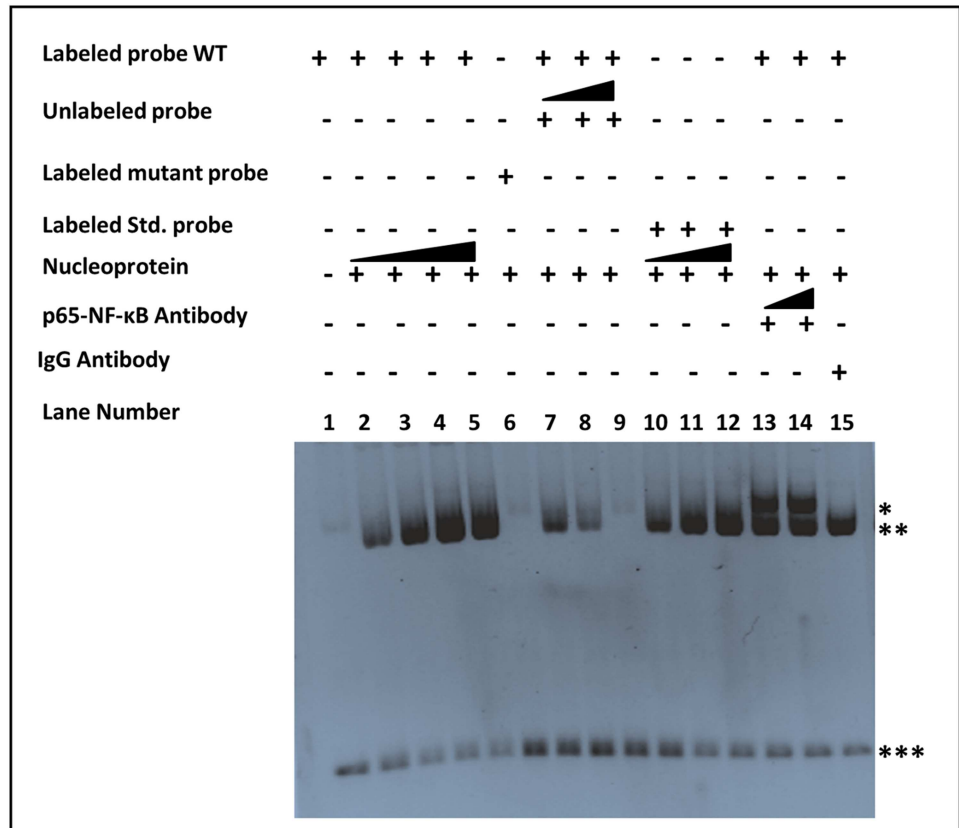 Labeled probe WT + + + + + - + + + - - - + + +
Unlabeled probe - - - - - - + + + - - - - - -
Labeled mutant probe - - - - - + - - - - - - - - -
Labeled Std. probe - - - - - - - - - + + + - - -
Nucleoprotein - + + + + + + + + + + + + + +
p65-NF-κB Antibody - - - - - - - - - - - - + + -
IgG Antibody - - - - - - - - - - - - - - +
Lane Number 1 2 3 4 5 6 7 8 9 10 11 12 13 14 15
*
**
***